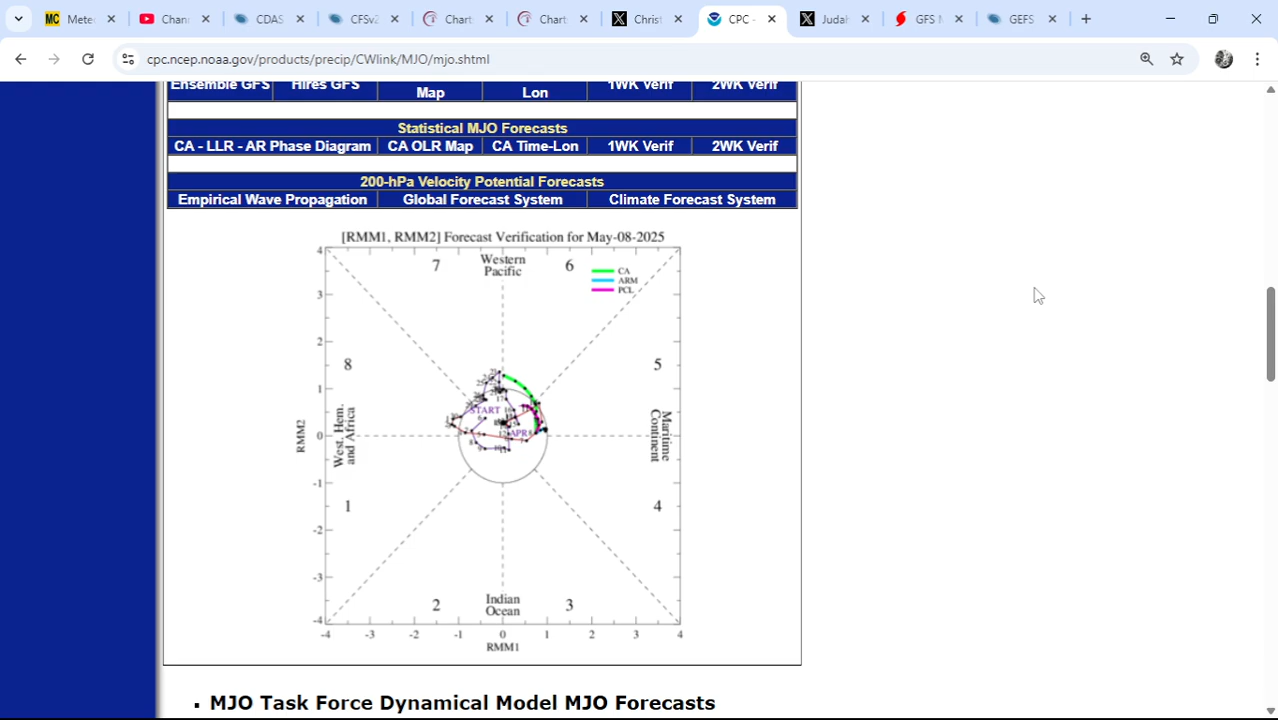 Mete
Chan
CDAS
CFSv2
Chart
Chart
Christ
CPC -
Judah
GFS M
GEFS
cpc.ncep.noaa.gov/products/precip/CWlink/MJO/mjo.shtml
Ensemble GFS Hires GFS Map Lon 1WK Verif 2WK Verif
Statistical MJO Forecasts
CA - LLR - AR Phase Diagram CA OLR Map CA Time-Lon 1WK Verif 2WK Verif
200-hPa Velocity Potential Forecasts
Empirical Wave Propagation Global Forecast System Climate Forecast System
[RMM1, RMM2] Forecast Verification for May-08-2025
4
7
Western
Pacific
6
CA
ARM
PCL
3
2
8
5
1
START
APR
West. Hem.
and Africa
RMM2
0
Maritime
Continent
-1
1
4
-2
-3
2
Indian
Ocean
3
-4
-4 -3 -2 -1 0 1 2 3 4
RMM1
MJO Task Force Dynamical Model MJO Forecasts